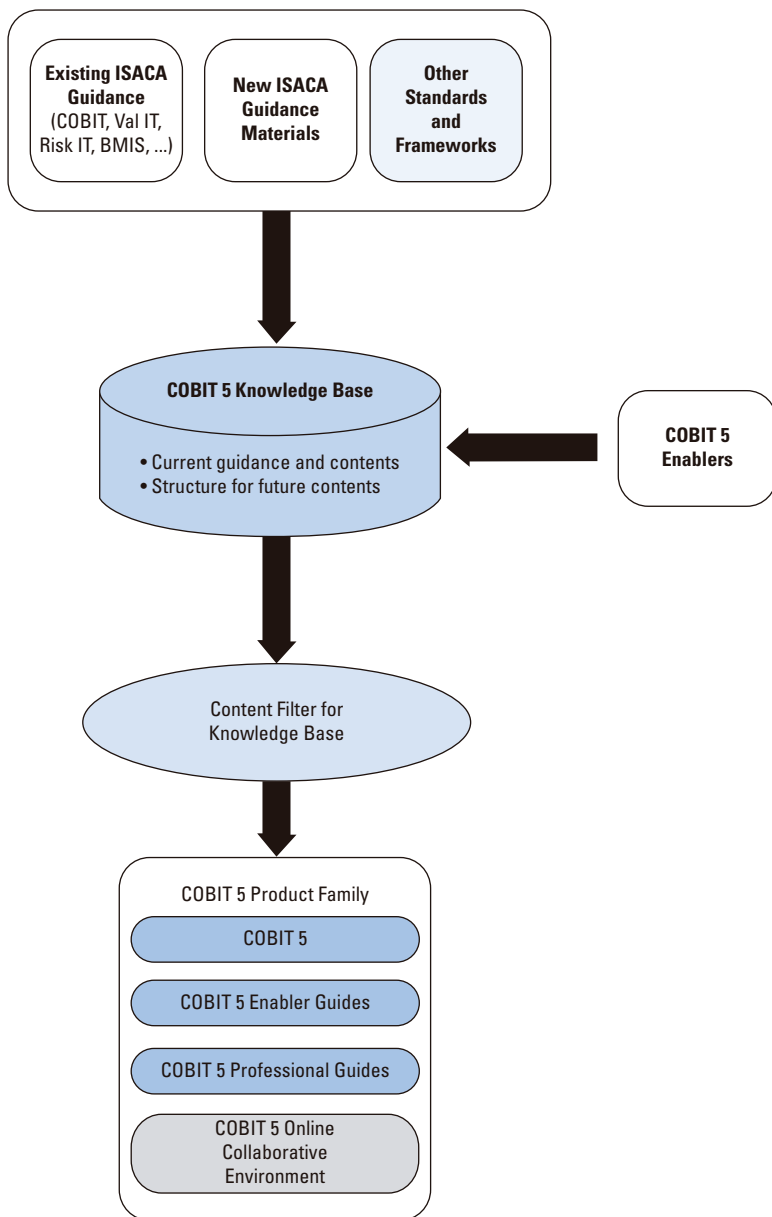 Existing ISACA
Guidance
(COBIT, Val IT,
Risk IT, BMIS, ...)
New ISACA
Guidance
Materials
Other
Standards
and
Frameworks
COBIT 5 Knowledge Base
• Current guidance and contents
• Structure for future contents
COBIT 5
Enablers
Content Filter for
Knowledge Base
COBIT 5 Product Family
COBIT 5
COBIT 5 Enabler Guides
COBIT 5 Professional Guides
COBIT 5 Online
Collaborative
Environment